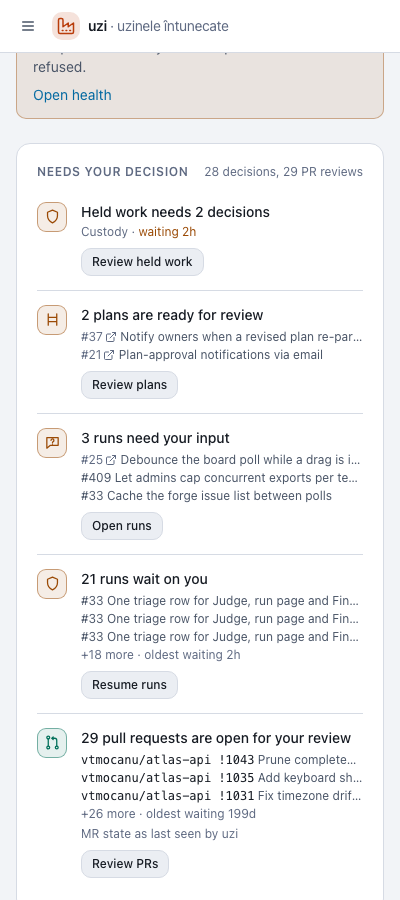 uzi · uzinele întunecate
refused.
Open health
NEEDS YOUR DECISION 28 decisions, 29 PR reviews
Held work needs 2 decisions
Custody · waiting 2h
Review held work
2 plans are ready for review
#37 Notify owners when a revised plan re-par...
#21 Plan-approval notifications via email
Review plans
3 runs need your input
#25 Debounce the board poll while a drag is i...
#409 Let admins cap concurrent exports per te...
#33 Cache the forge issue list between polls
Open runs
21 runs wait on you
#33 One triage row for Judge, run page and Fin...
#33 One triage row for Judge, run page and Fin...
#33 One triage row for Judge, run page and Fin...
+18 more · oldest waiting 2h
Resume runs
29 pull requests are open for your review
vtmocanu/atlas-api !1043 Prune complete...
vtmocanu/atlas-api !1035 Add keyboard sh...
vtmocanu/atlas-api !1031 Fix timezone drif...
+26 more · oldest waiting 199d
MR state as last seen by uzi
Review PRs